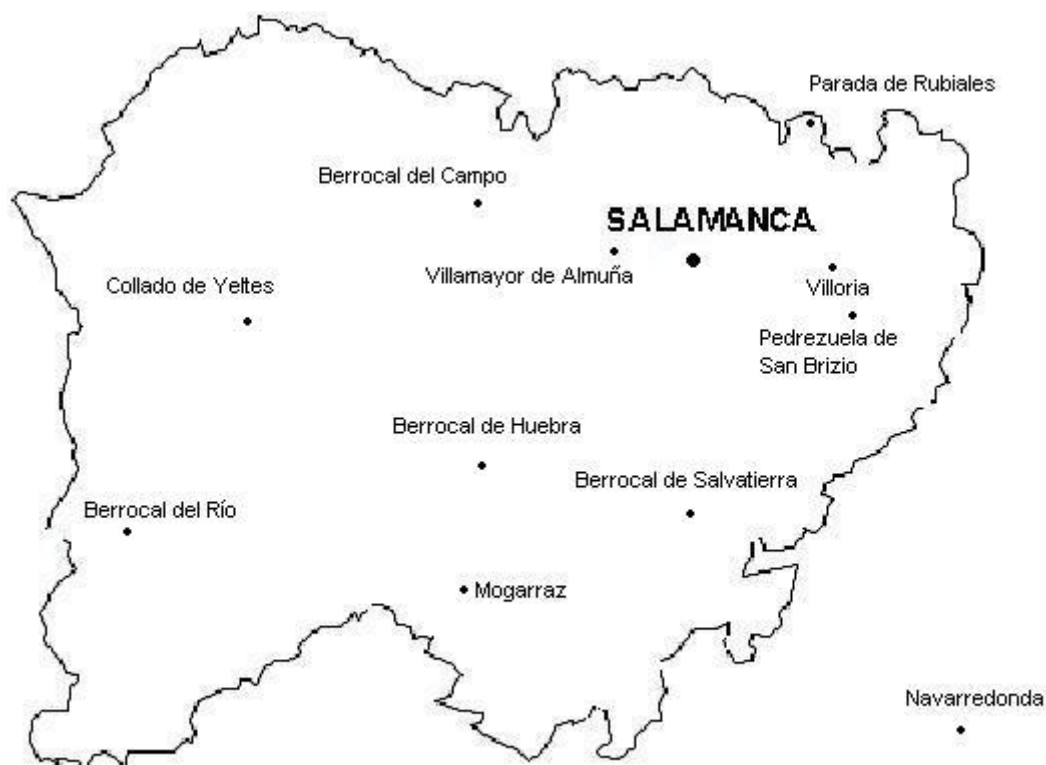 Parada de Rubiales
Berrocal del Campo
SALAMANCA
Villamayor de Almuña
Collado de Yeltes
Villoria
Pedrezuela de
San Brizio
Berrocal de Huebra
Berrocal de Salvatierra
Berrocal del Río
Mogarraz
Navarredonda